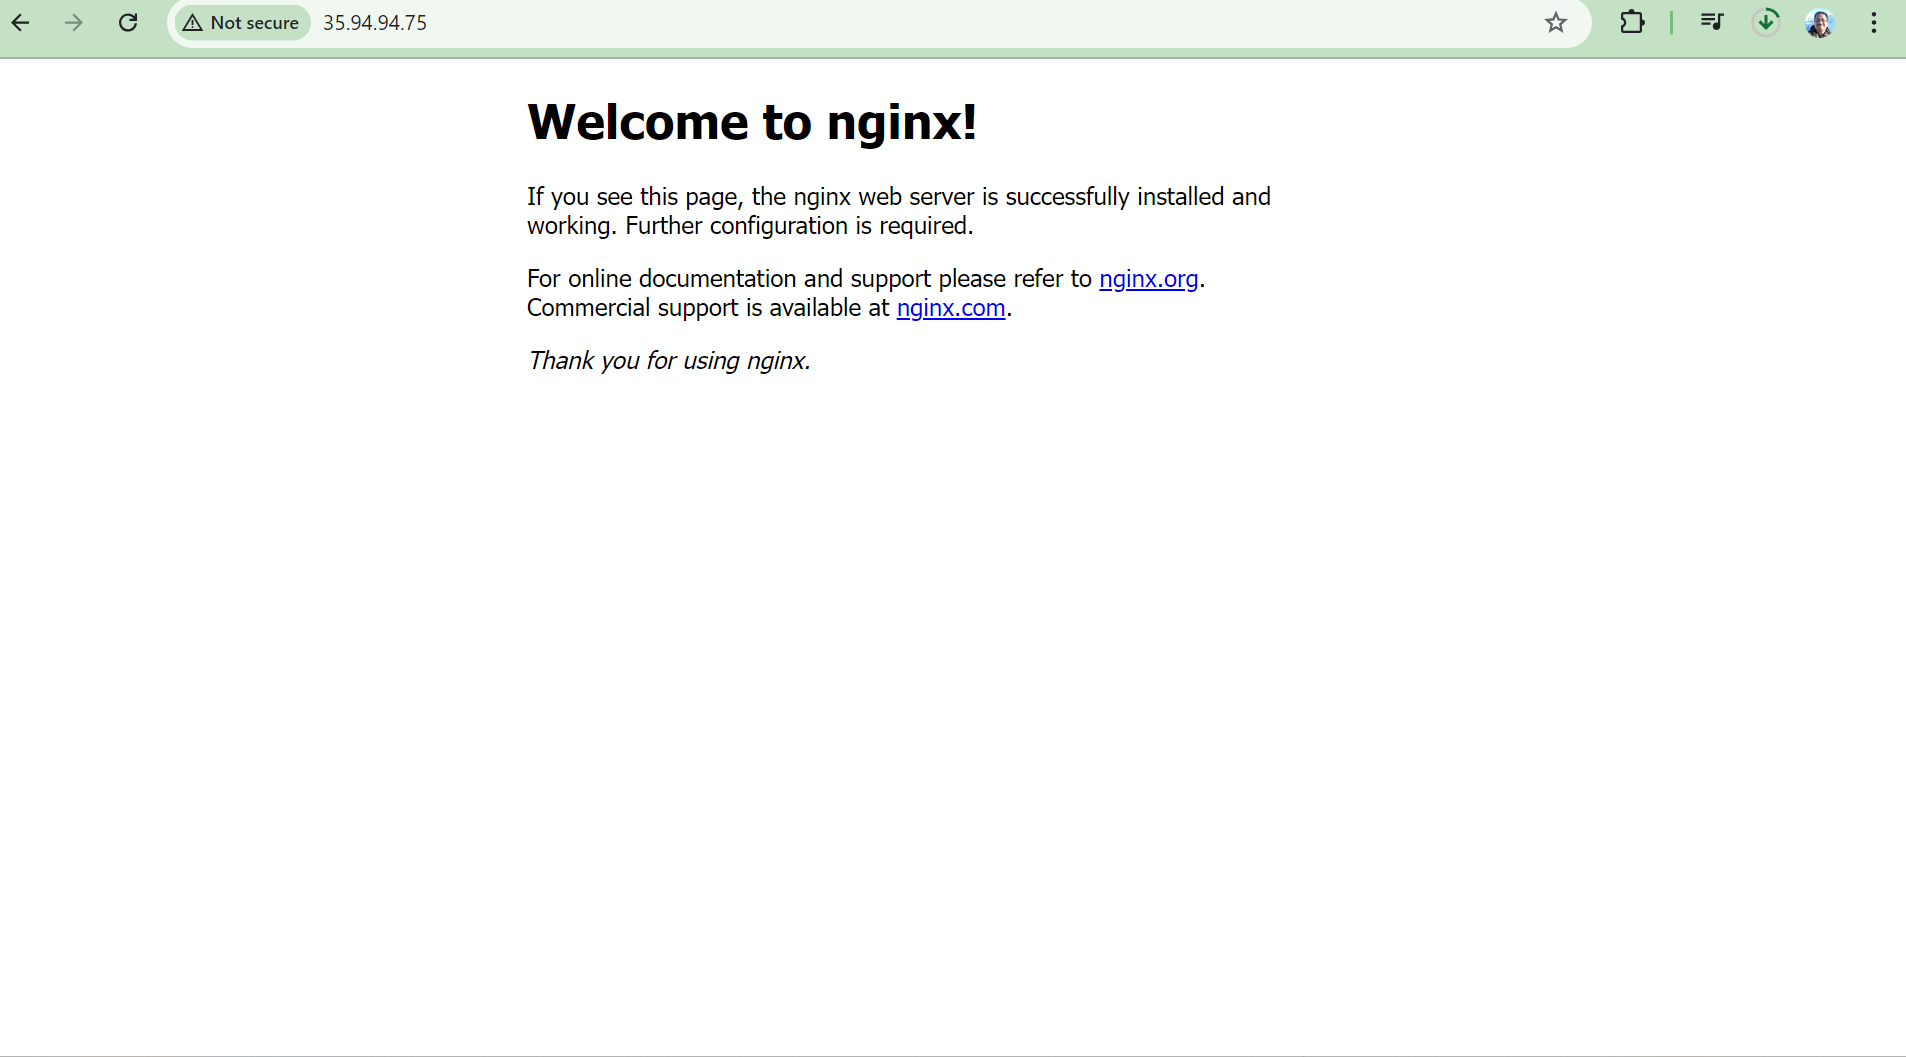 Not secure 35.94.94.75
Welcome to nginx!
If you see this page, the nginx web server is successfully installed and
working. Further configuration is required.
For online documentation and support please refer to nginx.org.
Commercial support is available at nginx.com.
Thank you for using nginx.